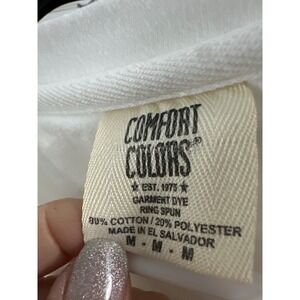 COMFORT
COLORS®
★ EST. 1975 ★
GARMENT DYE
RING SPUN
80% COTTON / 20% POLYESTER
MADE IN EL SALVADOR
M - M - M